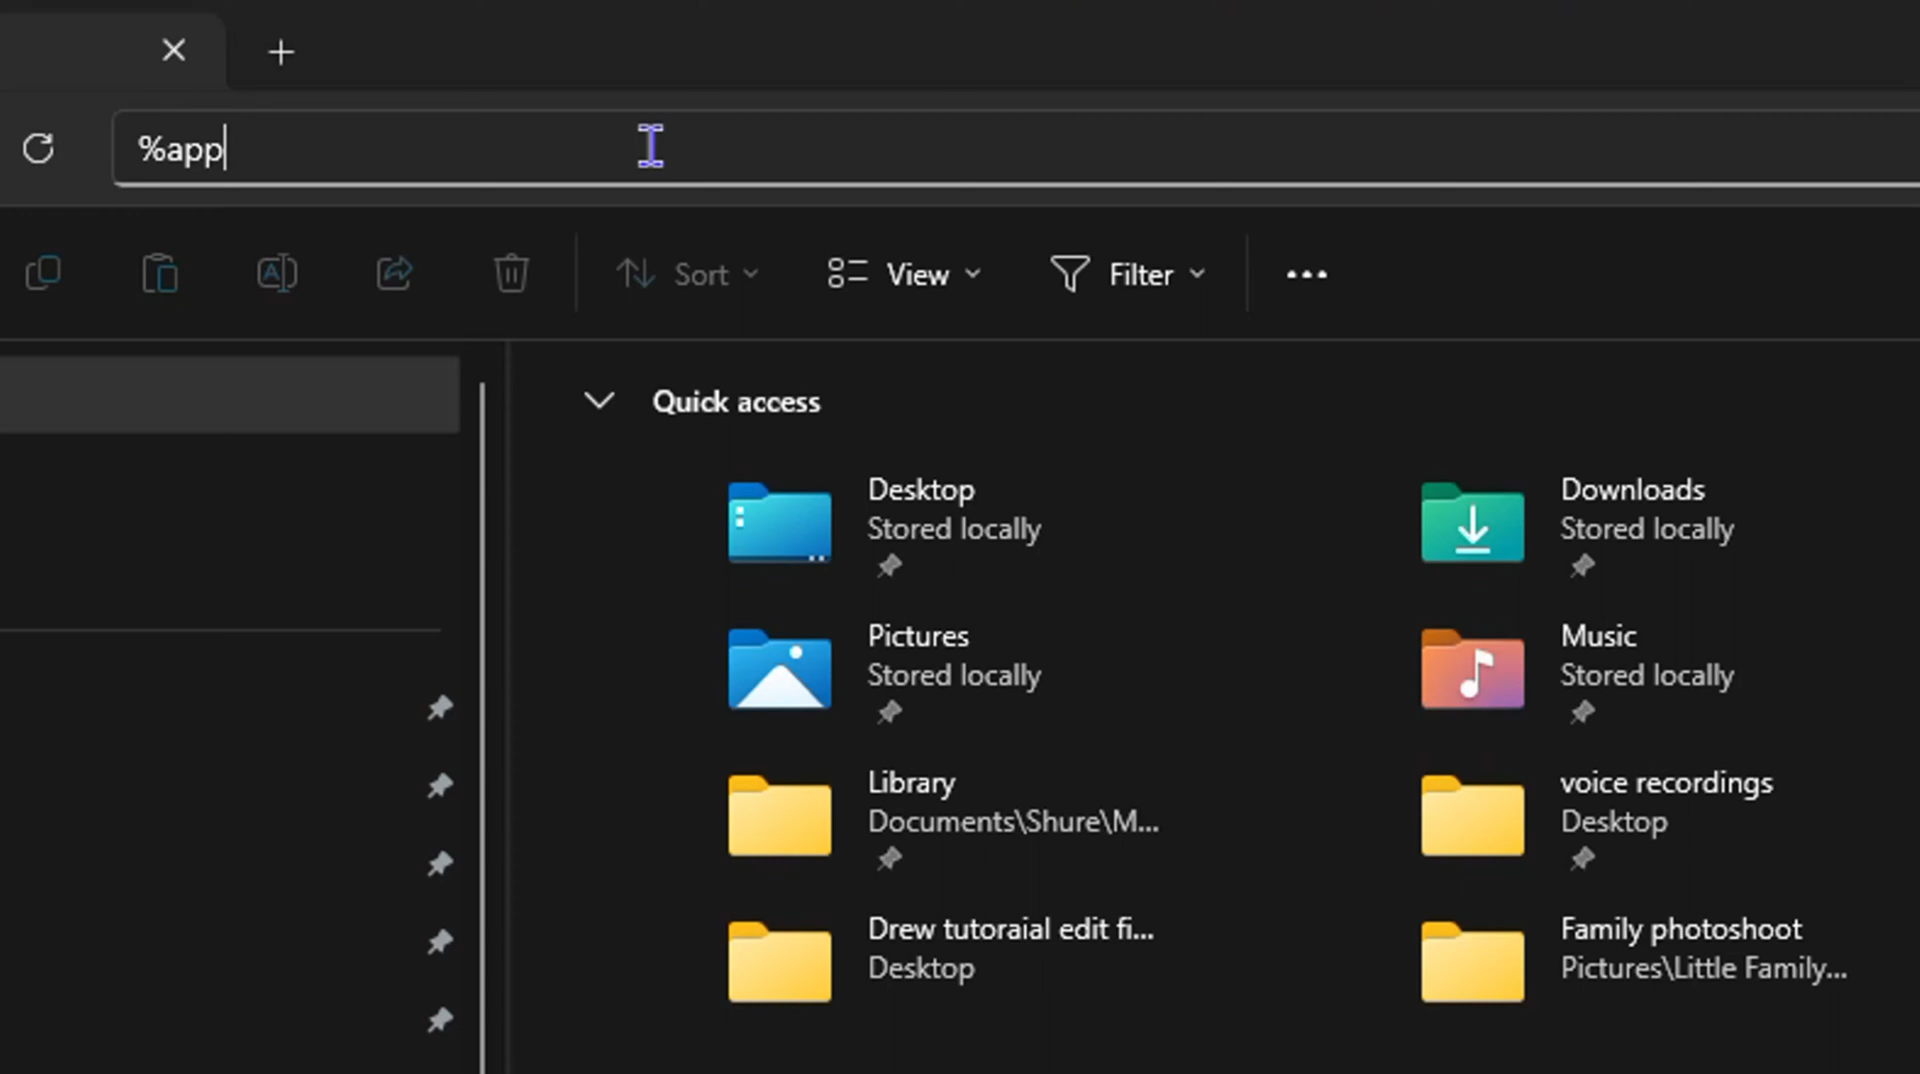 %app
Sort
View
Filter
Quick access
Desktop
Stored locally
Downloads
Stored locally
Pictures
Stored locally
Music
Stored locally
Library
Documents\Shure\M...
voice recordings
Desktop
Drew tutoraial edit fi...
Desktop
Family photoshoot
Pictures\Little Family...